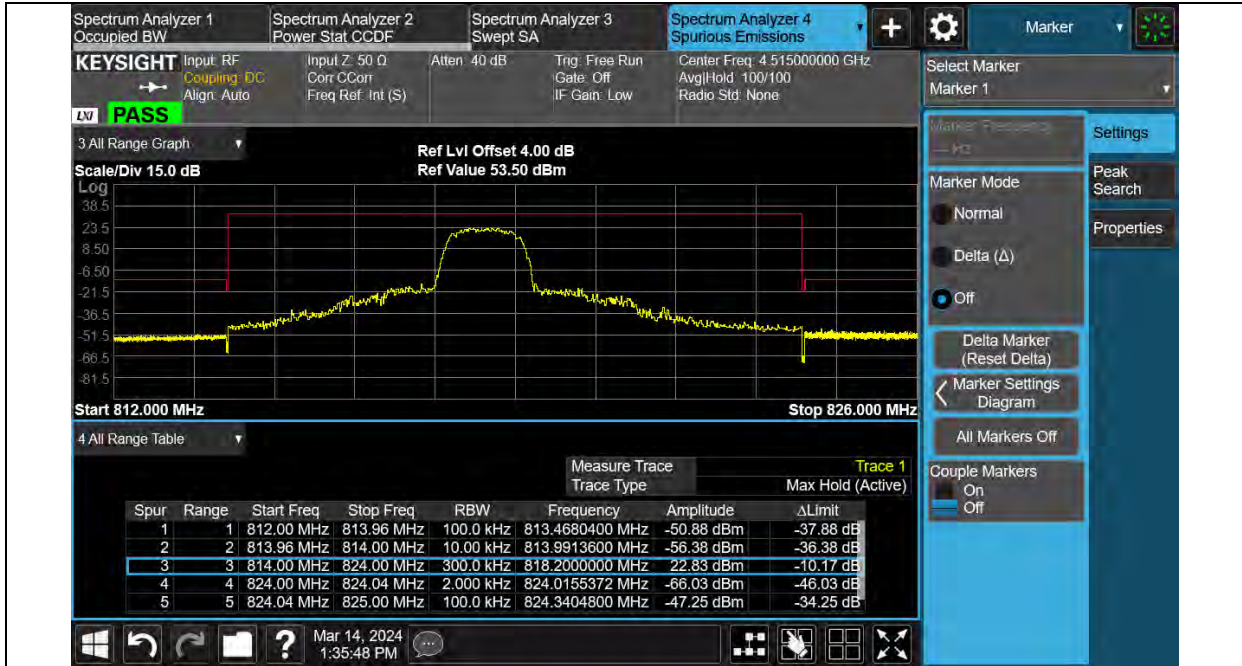 Spectrum Analyzer 1 Spectrum Analyzer 2 Spectrum Analyzer 3 Spectrum Analyzer 4
Occupied BW Power Stat CCDF Swept SA Spurious Emissions + Marker
KEYSIGHT Input: RF Input Z: 50 Ω Atten: 40 dB Trig: Free Run Center Freq: 4.515000000 GHz
Coupling: DC Corr CCorr Gate: Off Avg|Hold: 100/100
Align: Auto Freq Ref: Int (S) IF Gain: Low Radio Std: None
LXI PASS
Select Marker
Marker 1
Marker Frequency
--- Hz
Settings
Peak
Search
Properties
Marker Mode
Normal
Delta (Δ)
Off
Delta Marker
(Reset Delta)
Marker Settings
Diagram
All Markers Off
Couple Markers
On
Off
3 All Range Graph
Ref Lvl Offset 4.00 dB
Scale/Div 15.0 dB Ref Value 53.50 dBm
Log
38.5
23.5
8.50
-6.50
-21.5
-36.5
-51.5
-66.5
-81.5
Start 812.000 MHz Stop 826.000 MHz
4 All Range Table
Measure Trace Trace 1
Trace Type Max Hold (Active)
Spur Range Start Freq Stop Freq RBW Frequency Amplitude ΔLimit
1 1 812.00 MHz 813.96 MHz 100.0 kHz 813.4680400 MHz -50.88 dBm -37.88 dB
2 2 813.96 MHz 814.00 MHz 10.00 kHz 813.9913600 MHz -56.38 dBm -36.38 dB
3 3 814.00 MHz 824.00 MHz 300.0 kHz 818.2000000 MHz 22.83 dBm -10.17 dB
4 4 824.00 MHz 824.04 MHz 2.000 kHz 824.0155372 MHz -66.03 dBm -46.03 dB
5 5 824.04 MHz 825.00 MHz 100.0 kHz 824.3404800 MHz -47.25 dBm -34.25 dB
? Mar 14, 2024
1:35:48 PM